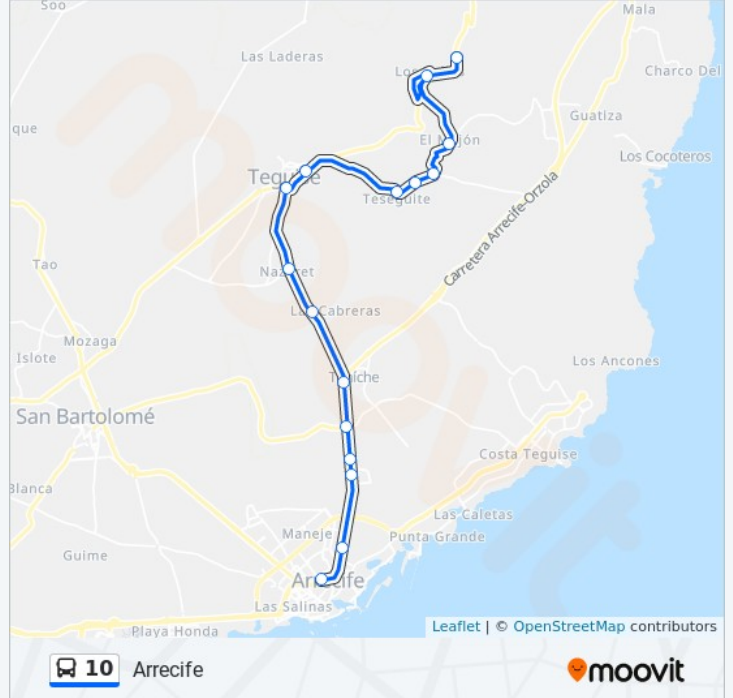 Soo
Mala
Las Laderas
Charco Del
Guatiza
que
El Mojón
Los Cocoteros
Teguise
Teseguite
Carretera Arrecife-Orzola
Tao
Nazaret
Las Cabreras
Mozaga
Islote
Los Ancones
Tahíche
San Bartolomé
Costa Teguise
Blanca
Las Caletas
Maneje
Punta Grande
Guime
Arrecife
Las Salinas
Playa Honda
Leaflet | © OpenStreetMap contributors
10 Arrecife
moovit